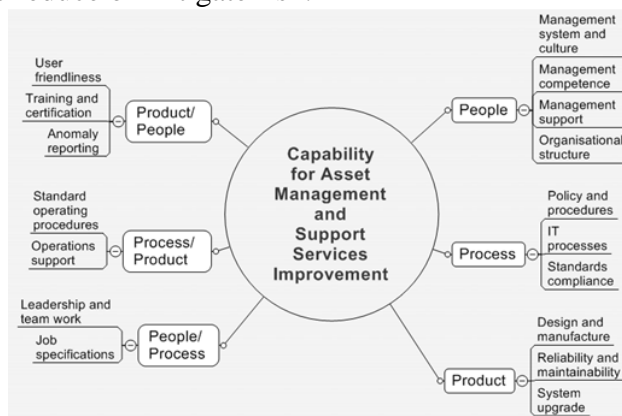 User
friendliness
Training and
certification
Anomaly
reporting
Product/
People
Standard
operating
procedures
Operations
support
Process/
Product
Leadership and
team work
Job
specifications
People/
Process
Capability
for Asset
Management
and
Support
Services
Improvement
People
Management
system and
culture
Management
competence
Management
support
Organisational
structure
Process
Policy and
procedures
IT
processes
Standards
compliance
Product
Design and
manufacture
Reliability and
maintainability
System
upgrade